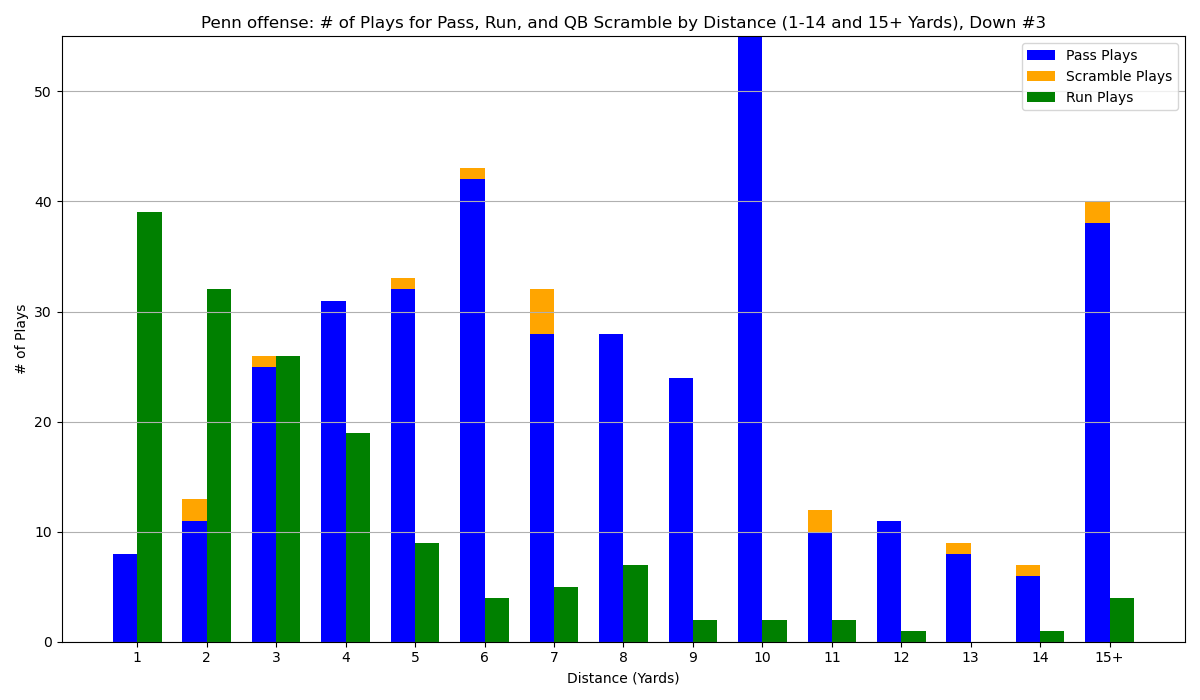 Penn offense: # of Plays for Pass, Run, and QB Scramble by Distance (1-14 and 15+ Yards), Down #3
Pass Plays
Scramble Plays
Run Plays
# of Plays
50
40
30
20
10
0
1 2 3 4 5 6 7 8 9 10 11 12 13 14 15+
Distance (Yards)